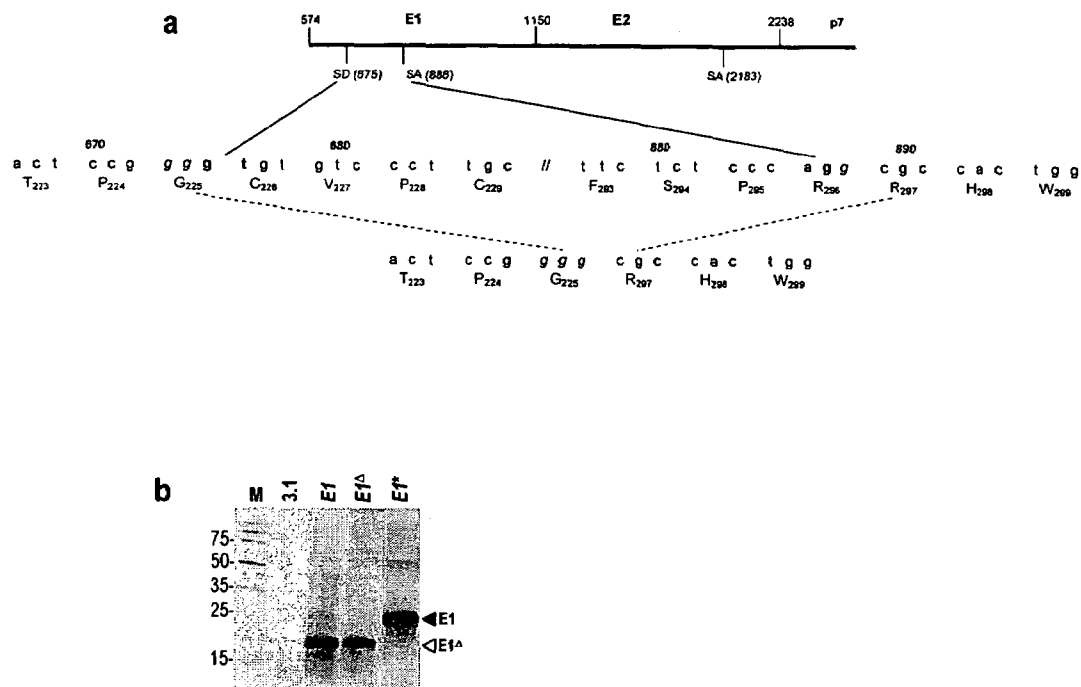 a
574 E1 1150 E2 2238 p7
SD (675) SA (888) SA (2183)
670 680 880 890
a c t c c g g g g t g t g t c c c t t g c // t t c t c t c c c a g g c g c c a c t g g
T223 P224 G225 C226 V227 P228 C229 F293 S294 P295 R296 R297 H298 W299
a c t c c g g g g c g c c a c t g g
T223 P224 G225 R297 H298 W299
b
M 3.1 E1 E1Δ E1*
75-
50-
35-
25-
E1
E1Δ
15-